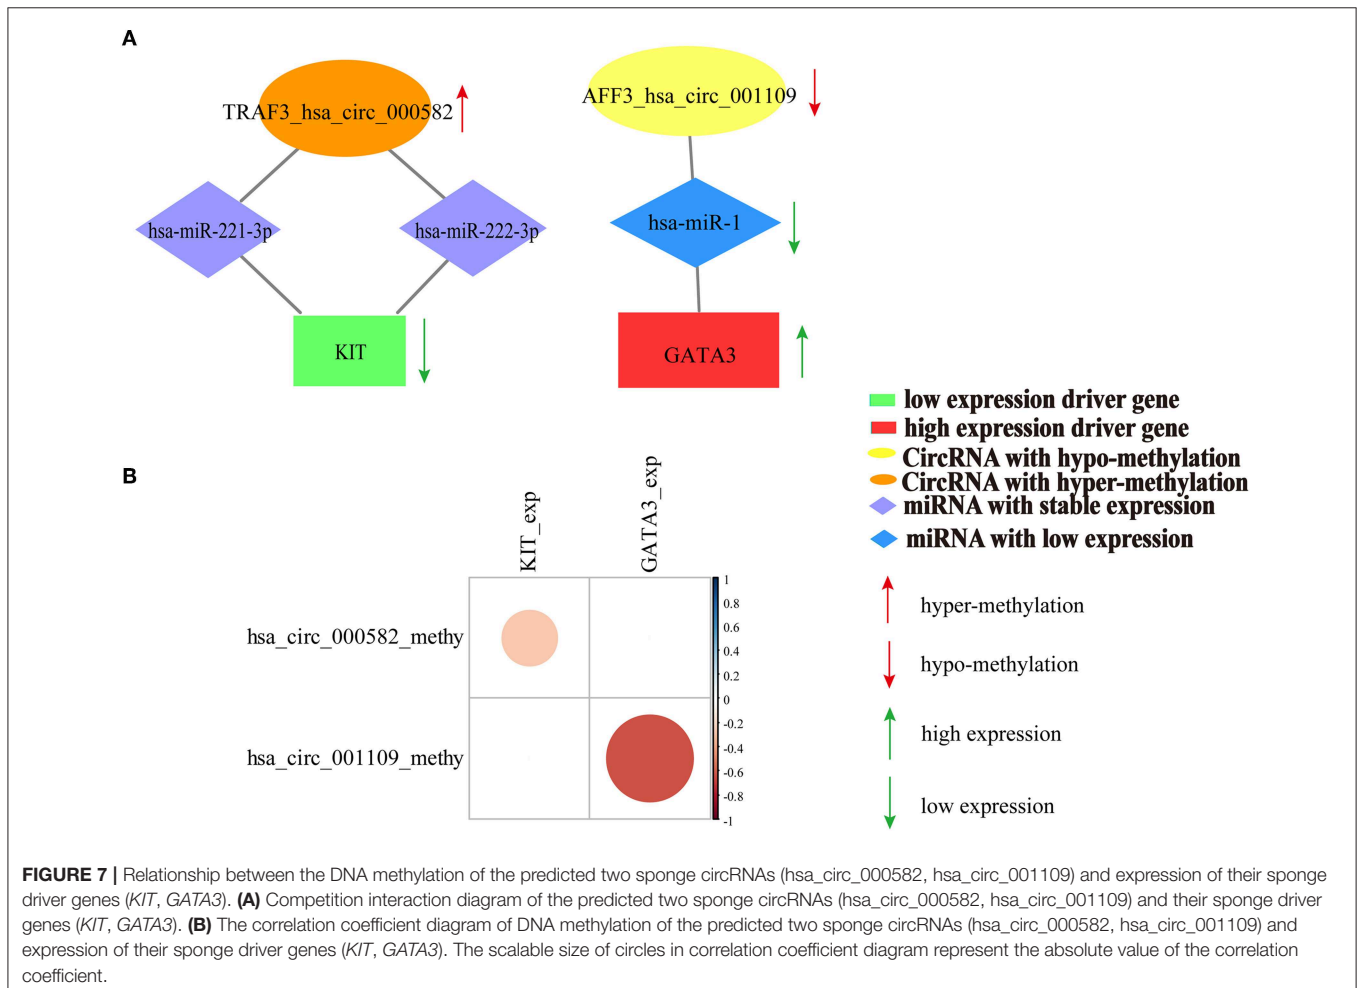 A
TRAF3_hsa_circ_000582
AFF3_hsa_circ_001109
hsa-miR-221-3p
hsa-miR-222-3p
hsa-miR-1
KIT
GATA3
low expression driver gene
high expression driver gene
CircRNA with hypo-methylation
CircRNA with hyper-methylation
miRNA with stable expression
miRNA with low expression
hyper-methylation
hypo-methylation
high expression
low expression
B
KIT_exp
GATA3_exp
hsa_circ_000582_methy
hsa_circ_001109_methy
1
0.8
0.6
0.4
0.2
0
-0.2
-0.4
-0.6
-0.8
-1
FIGURE 7 | Relationship between the DNA methylation of the predicted two sponge circRNAs (hsa_circ_000582, hsa_circ_001109) and expression of their sponge
driver genes (KIT, GATA3). (A) Competition interaction diagram of the predicted two sponge circRNAs (hsa_circ_000582, hsa_circ_001109) and their sponge driver
genes (KIT, GATA3). (B) The correlation coefficient diagram of DNA methylation of the predicted two sponge circRNAs (hsa_circ_000582, hsa_circ_001109) and
expression of their sponge driver genes (KIT, GATA3). The scalable size of circles in correlation coefficient diagram represent the absolute value of the correlation
coefficient.